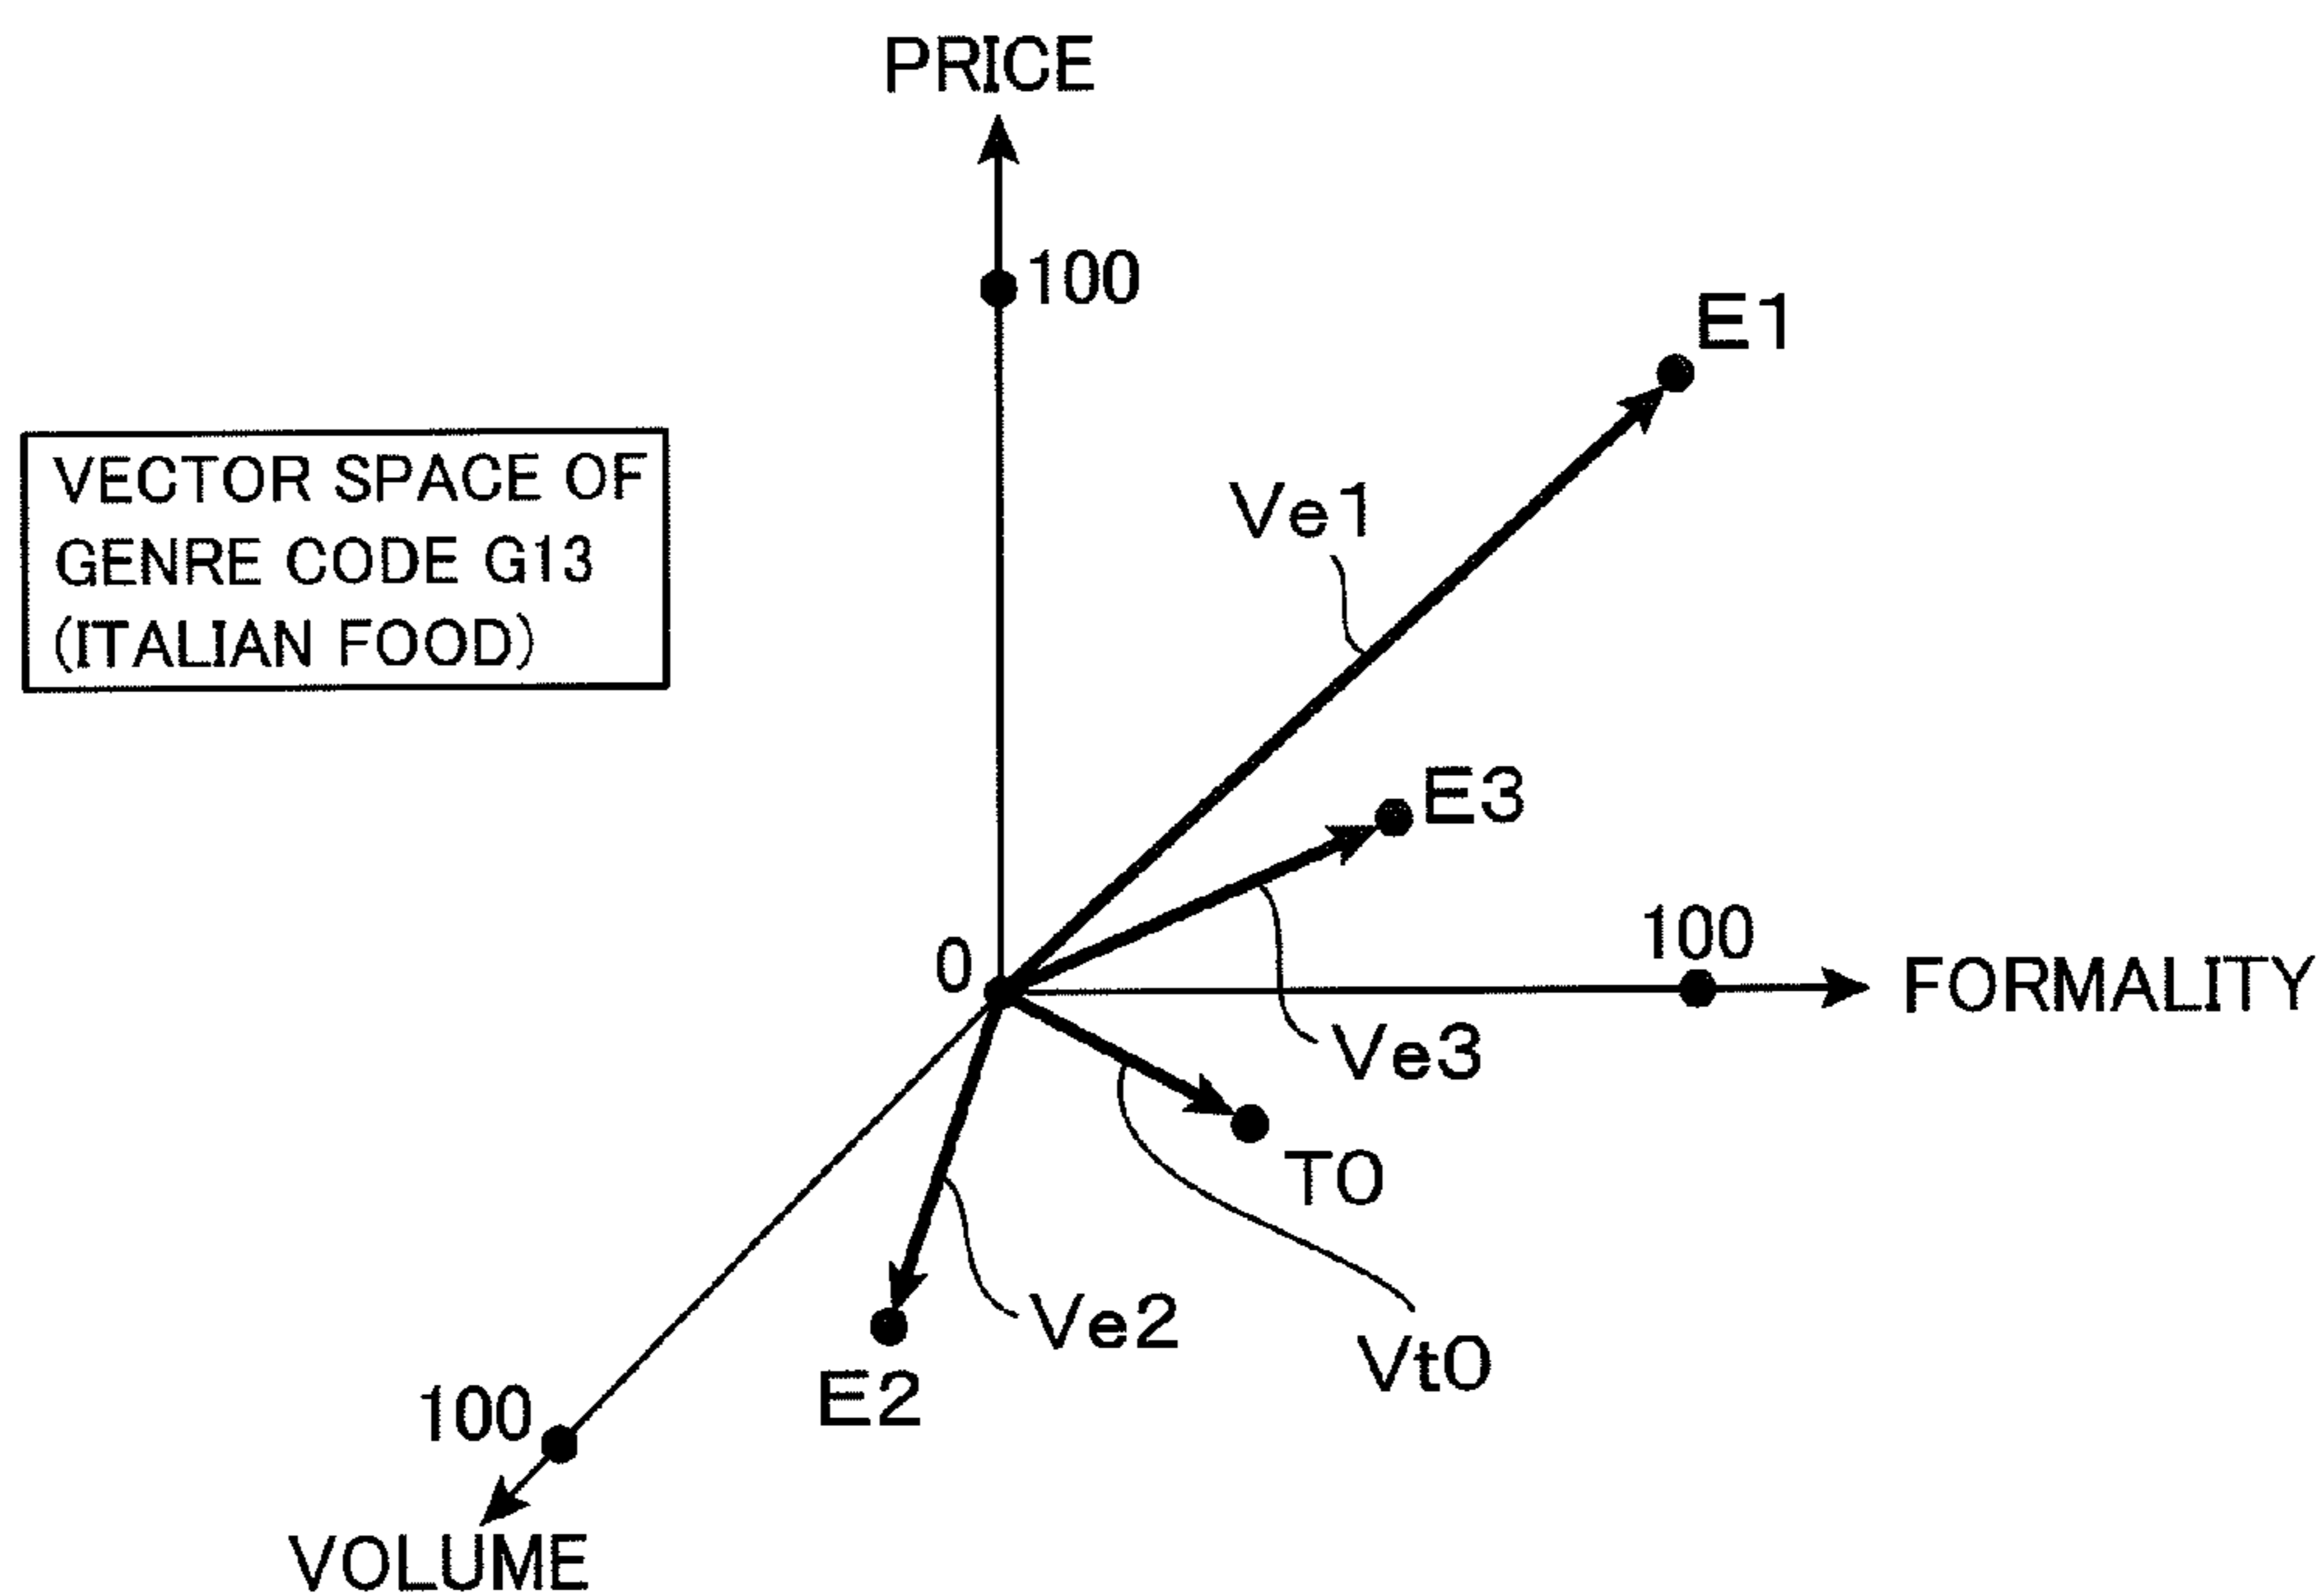 PRICE
100
E1
VECTOR SPACE OF
GENRE CODE G13
(ITALIAN FOOD)
Ve1
E3
0
100
FORMALITY
Ve3
T0
Ve2
Vt0
E2
100
VOLUME